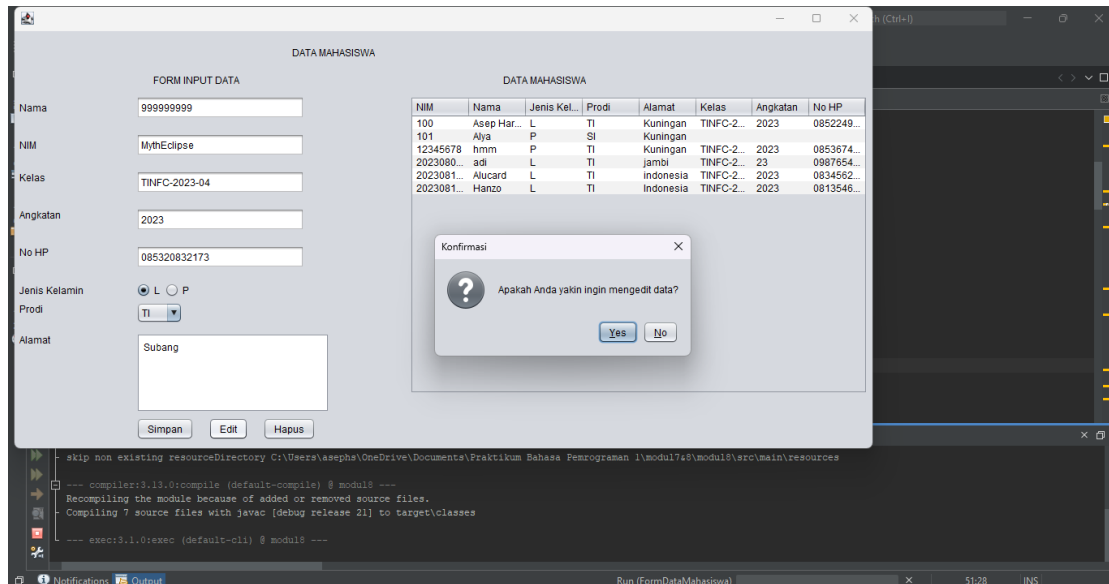 h (Ctrl+I)
DATA MAHASISWA
FORM INPUT DATA
DATA MAHASISWA
Nama 999999999
NIM MythEclipse
Kelas TINFC-2023-04
Angkatan 2023
No HP 085320832173
Jenis Kelamin L P
Prodi TI
Alamat Subang
Simpan Edit Hapus
NIM Nama Jenis Kel... Prodi Alamat Kelas Angkatan No HP
100 Asep Har... L TI Kuningan TINFC-2... 2023 0852249...
101 Alya P SI Kuningan
12345678 hmm P TI Kuningan TINFC-2... 2023 0853674...
2023080... adi L TI jambi TINFC-2... 23 0987654...
2023081... Alucard L TI indonesia TINFC-2... 2023 0834562...
2023081... Hanzo L TI Indonesia TINFC-2... 2023 0813546...
Konfirmasi
Apakah Anda yakin ingin mengedit data?
Yes No
skip non existing resourceDirectory C:\Users\asephs\OneDrive\Documents\Praktikum Bahasa Pemrograman 1\modul7&8\modul8\src\main\resources
--- compiler:3.13.0:compile (default-compile) @ modul8 ---
Recompiling the module because of added or removed source files.
Compiling 7 source files with javac [debug release 21] to target\classes
--- exec:3.1.0:exec (default-cli) @ modul8 ---
Notifications Output Run (FormDataMahasiswa) 51:28 INS